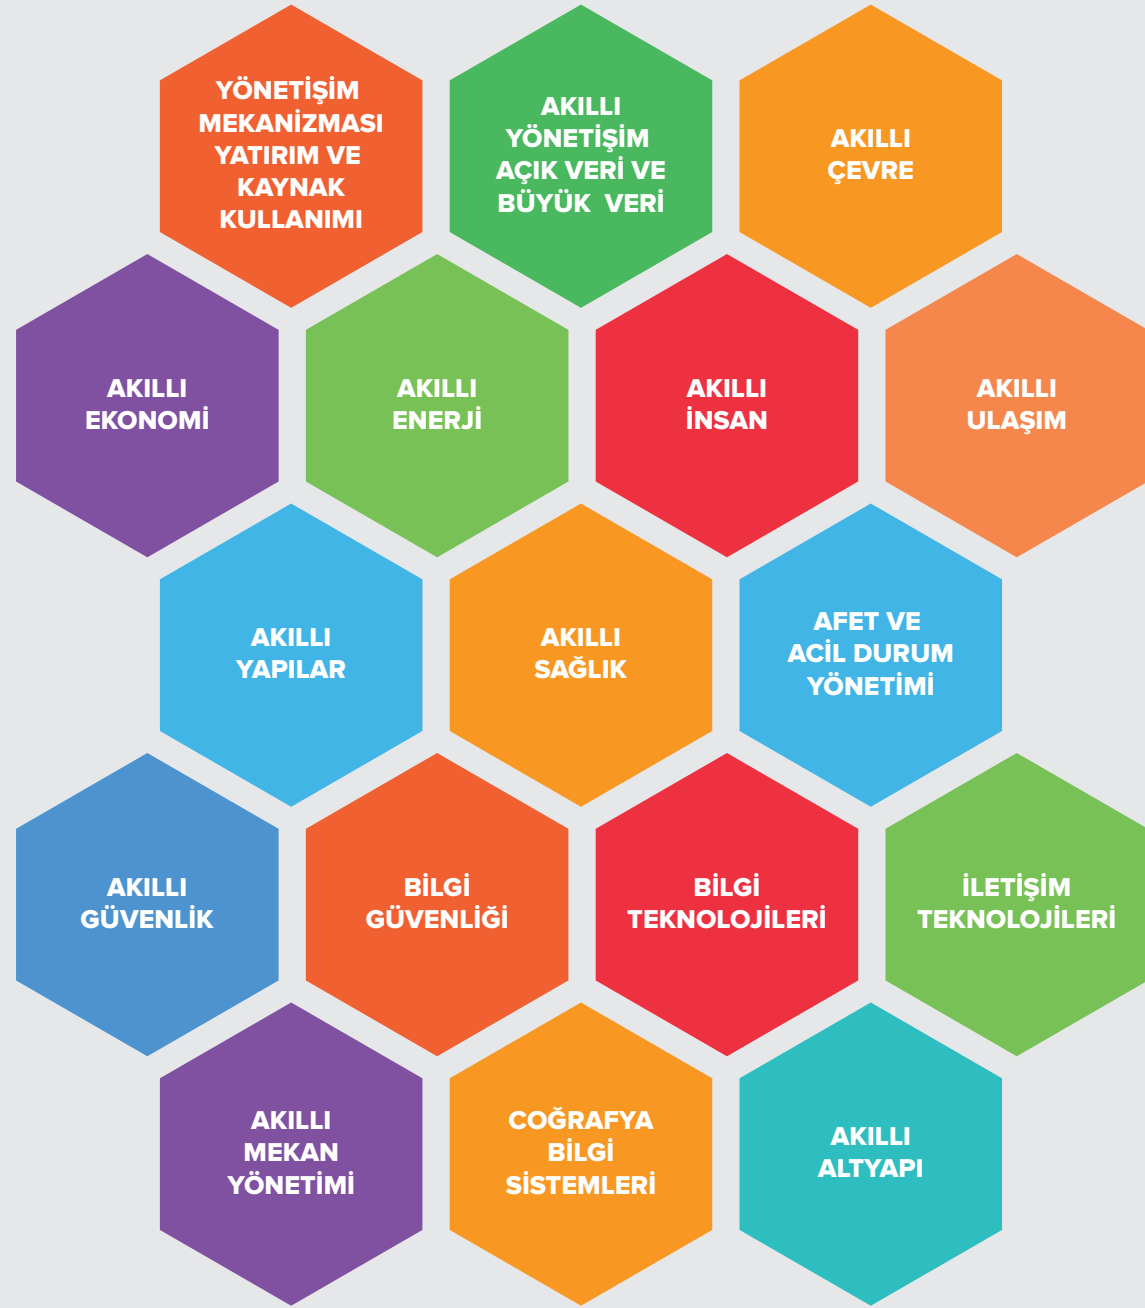 YÖNETİŞİM
MEKANİZMASI
YATIRIM VE
KAYNAK
KULLANIMI
AKILLI
YÖNETİŞİM
AÇIK VERİ VE
BÜYÜK VERİ
AKILLI
ÇEVRE
AKILLI
EKONOMİ
AKILLI
ENERJİ
AKILLI
İNSAN
AKILLI
ULAŞIM
AKILLI
YAPILAR
AKILLI
SAĞLIK
AFET VE
ACİL DURUM
YÖNETİMİ
AKILLI
GÜVENLİK
BİLGİ
GÜVENLİĞİ
BİLGİ
TEKNOLOJİLERİ
İLETİŞİM
TEKNOLOJİLERİ
AKILLI
MEKAN
YÖNETİMİ
COĞRAFYA
BİLGİ
SİSTEMLERİ
AKILLI
ALTYAPI